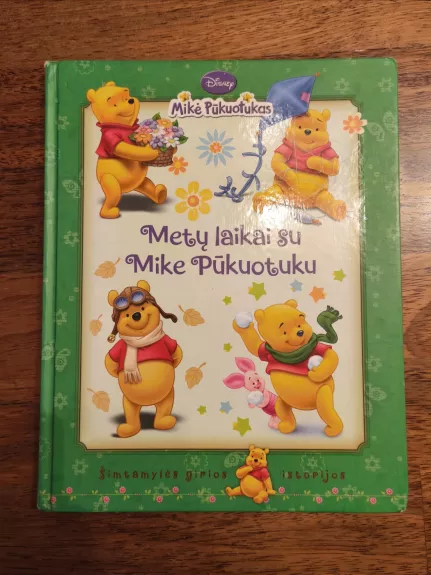 Disney
Mikė Pūkuotukas
Metų laikai su
Mike Pūkuotuku
Šimtamylės girios istorijos